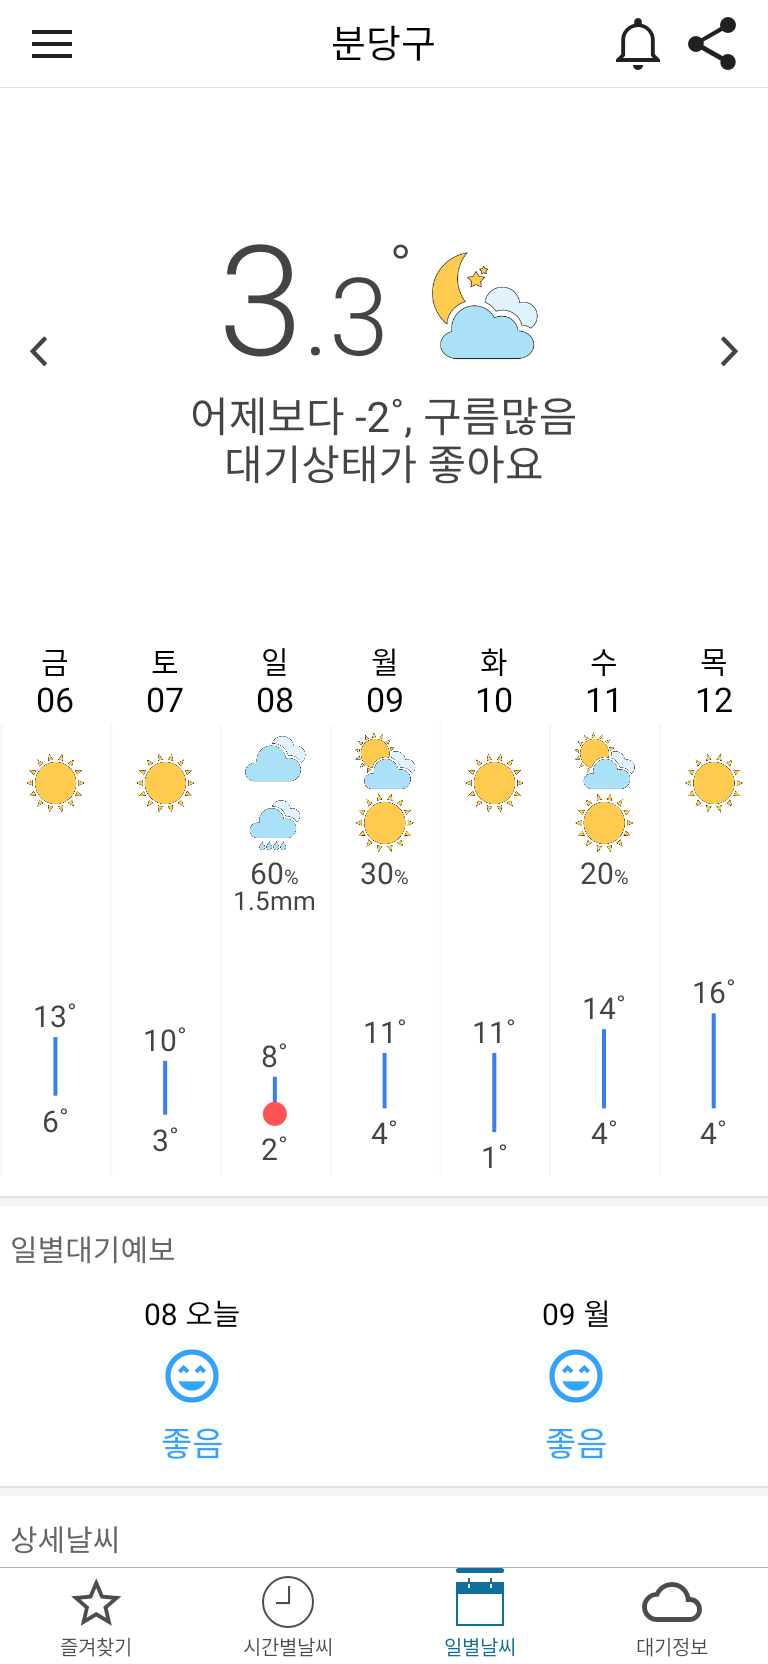 분당구
3.3°
어제보다 -2°, 구름많음
대기상태가 좋아요
금 토 일 월 화 수 목
06 07 08 09 10 11 12
60% 30% 20%
1.5mm
13° 10° 8° 11° 11° 14° 16°
6° 3° 2° 4° 1° 4° 4°
일별대기예보
08 오늘 09 월
좋음 좋음
상세날씨
즐겨찾기 시간별날씨 일별날씨 대기정보